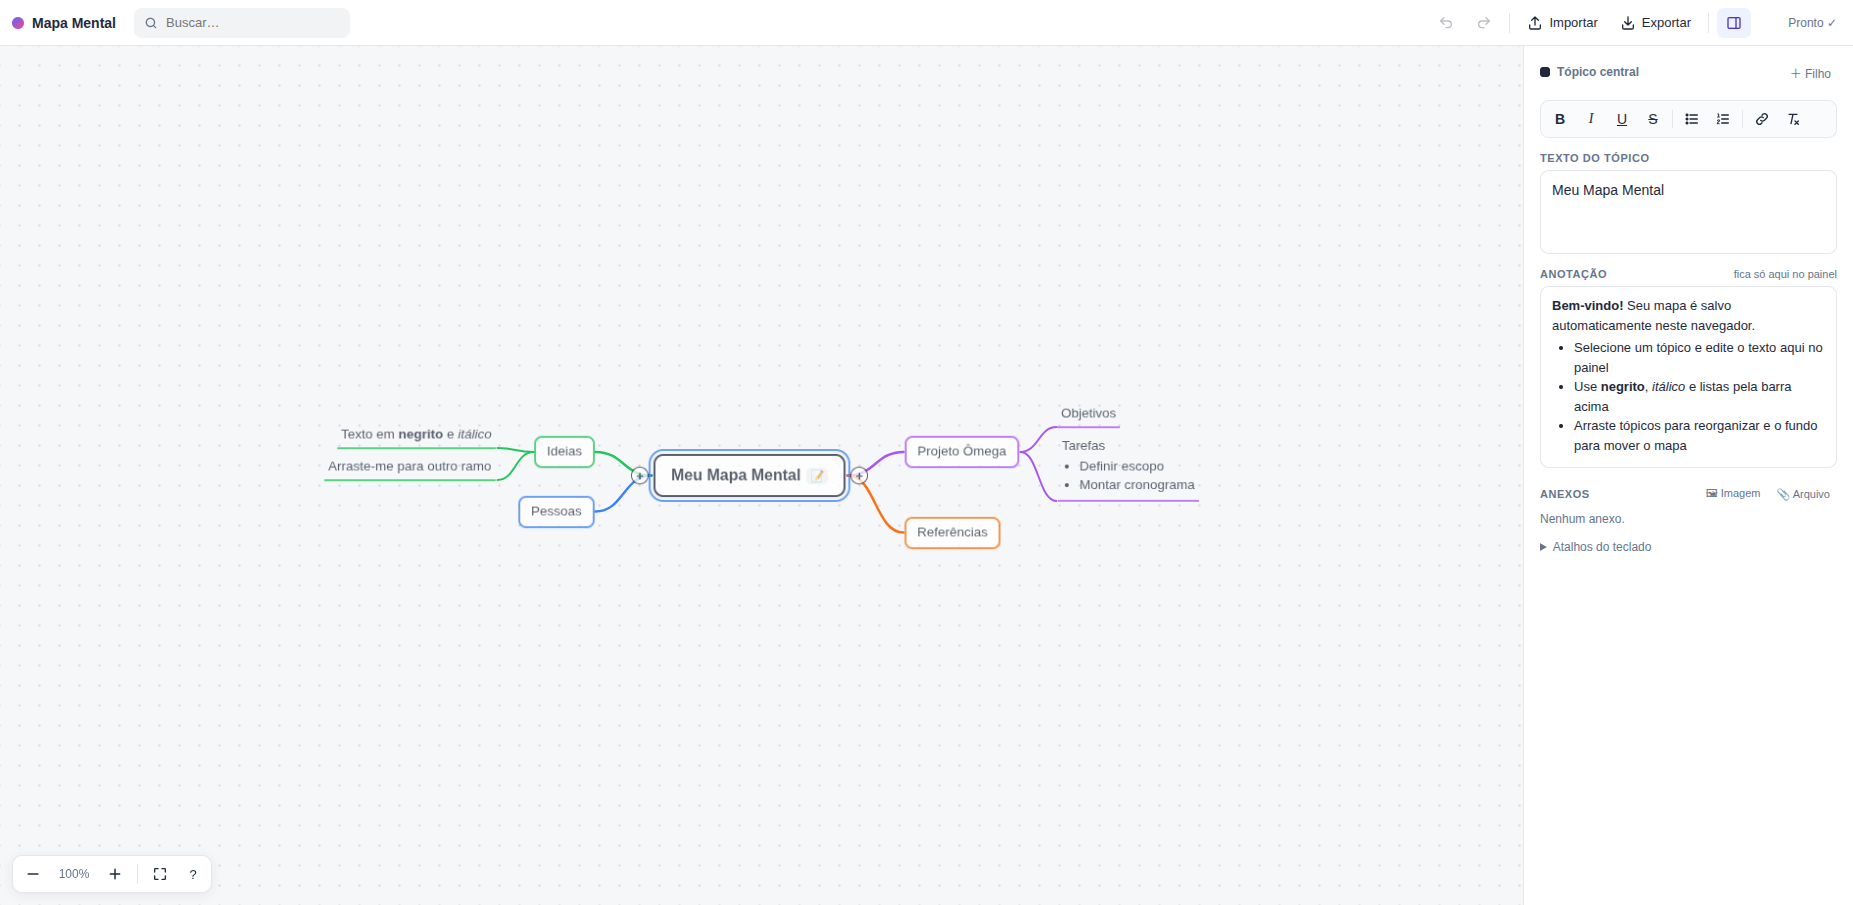 Mapa Mental
Buscar…
Importar
Exportar
Pronto ✓
Texto em negrito e itálico
Arraste-me para outro ramo
Ideias
Pessoas
Meu Mapa Mental 📝
Projeto Ômega
Objetivos
Tarefas
• Definir escopo
• Montar cronograma
Referências
Tópico central
+ Filho
B I U S
TEXTO DO TÓPICO
Meu Mapa Mental
ANOTAÇÃO
fica só aqui no painel
Bem-vindo! Seu mapa é salvo
automaticamente neste navegador.
• Selecione um tópico e edite o texto aqui no
painel
• Use negrito, itálico e listas pela barra
acima
• Arraste tópicos para reorganizar e o fundo
para mover o mapa
ANEXOS
🖼 Imagem
📎 Arquivo
Nenhum anexo.
▶ Atalhos do teclado
− 100% + ?